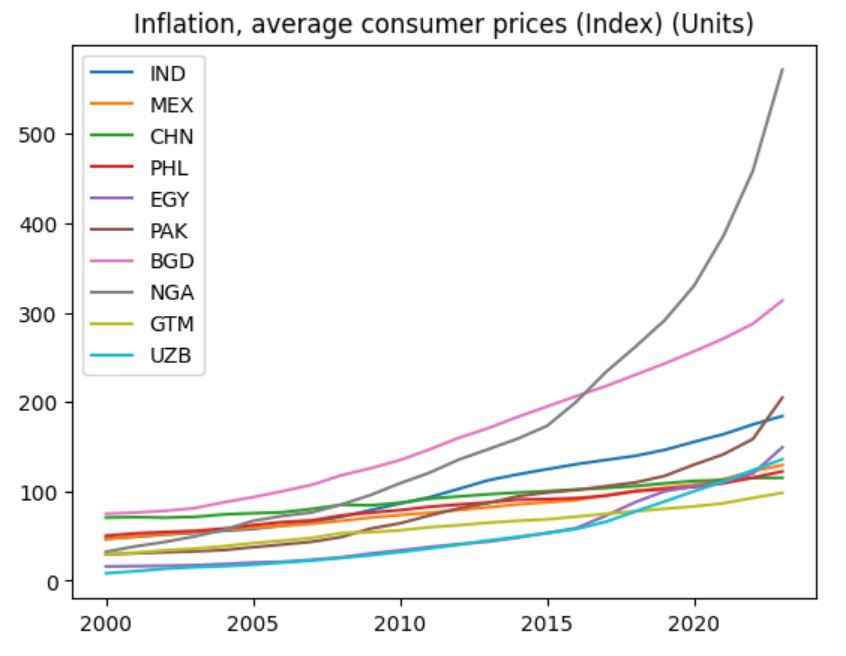 Inflation, average consumer prices (Index) (Units)
IND
MEX
CHN
PHL
EGY
PAK
BGD
NGA
GTM
UZB
500
400
300
200
100
0
2000 2005 2010 2015 2020